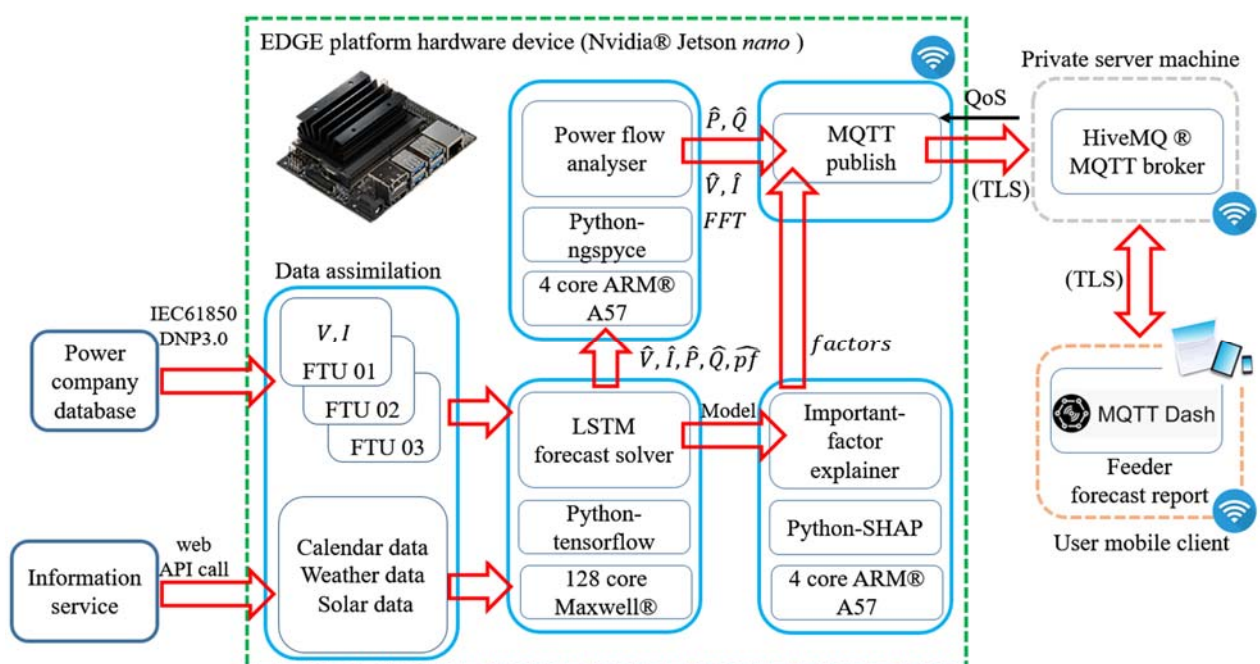 EDGE platform hardware device (Nvidia® Jetson nano )
Private server machine
QoS
HiveMQ ®
MQTT broker
(TLS)
Power flow
analyser
Python-
ngspyce
4 core ARM®
A57
P̂, Q̂
V̂, Î
FFT
MQTT
publish
Data assimilation
IEC61850
DNP3.0
Power
company
database
V, I
FTU 01
FTU 02
FTU 03
V̂, Î, P̂, Q̂, p̂f
factors
(TLS)
LSTM
forecast solver
Python-
tensorflow
128 core
Maxwell®
Model
Important-
factor
explainer
Python-SHAP
4 core ARM®
A57
MQTT Dash
Feeder
forecast report
User mobile client
Information
service
web
API call
Calendar data
Weather data
Solar data